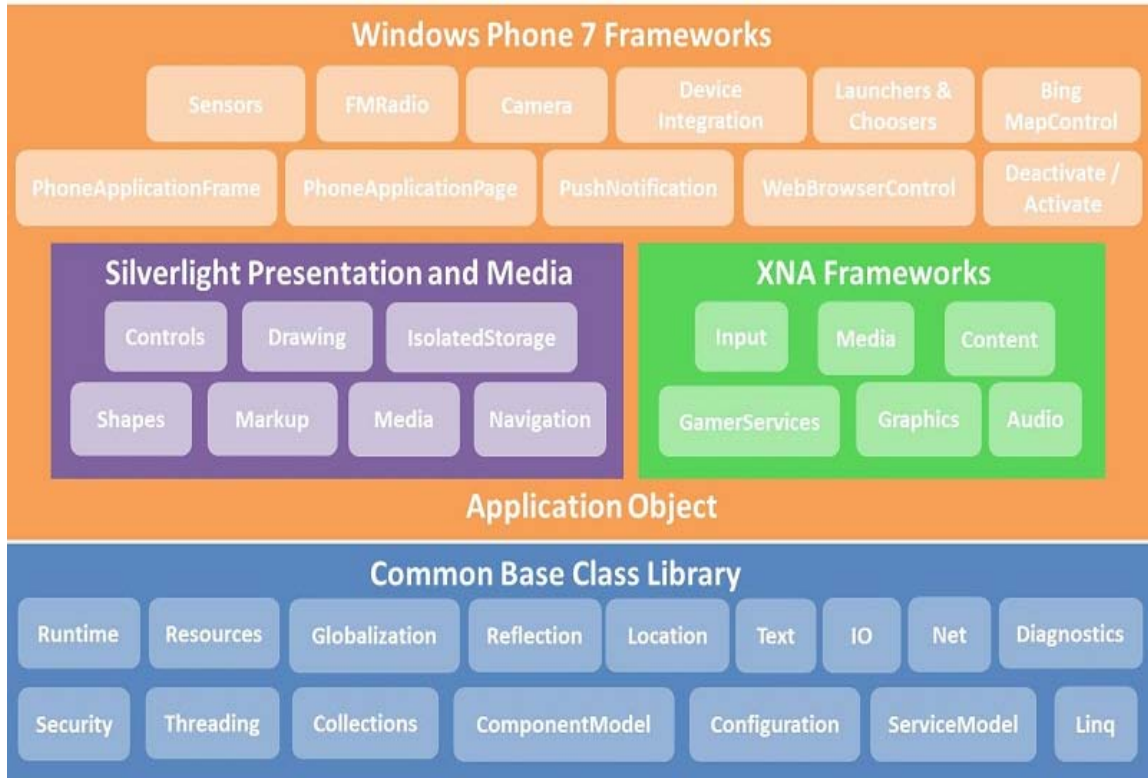 Windows Phone 7 Frameworks
Sensors
FMRadio
Camera
Device
Integration
Launchers &
Choosers
Bing
MapControl
PhoneApplicationFrame
PhoneApplicationPage
PushNotification
WebBrowserControl
Deactivate /
Activate
Silverlight Presentation and Media
Controls
Drawing
IsolatedStorage
Shapes
Markup
Media
Navigation
XNA Frameworks
Input
Media
Content
GamerServices
Graphics
Audio
Application Object
Common Base Class Library
Runtime
Resources
Globalization
Reflection
Location
Text
IO
Net
Diagnostics
Security
Threading
Collections
ComponentModel
Configuration
ServiceModel
Linq